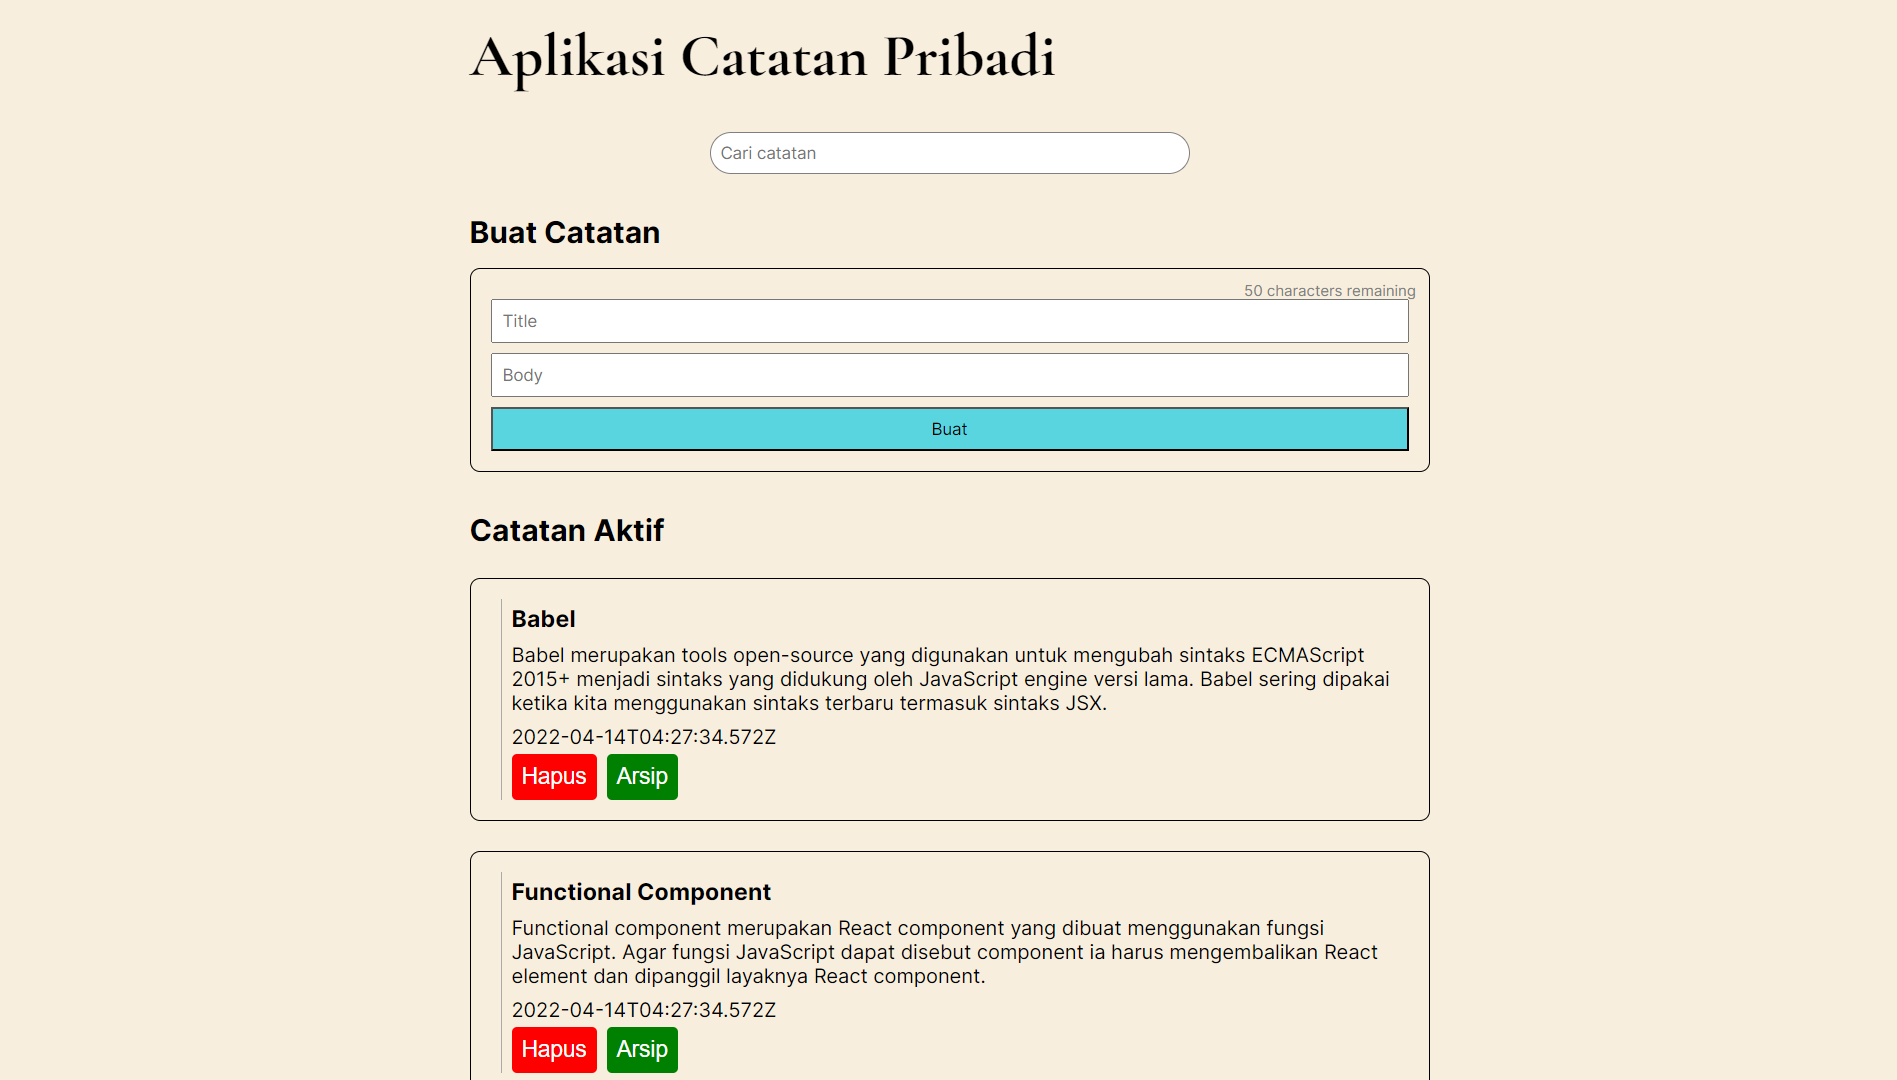 Aplikasi Catatan Pribadi
Cari catatan
Buat Catatan
50 characters remaining
Title
Body
Buat
Catatan Aktif
Babel
Babel merupakan tools open-source yang digunakan untuk mengubah sintaks ECMAScript
2015+ menjadi sintaks yang didukung oleh JavaScript engine versi lama. Babel sering dipakai
ketika kita menggunakan sintaks terbaru termasuk sintaks JSX.
2022-04-14T04:27:34.572Z
Hapus Arsip
Functional Component
Functional component merupakan React component yang dibuat menggunakan fungsi
JavaScript. Agar fungsi JavaScript dapat disebut component ia harus mengembalikan React
element dan dipanggil layaknya React component.
2022-04-14T04:27:34.572Z
Hapus Arsip